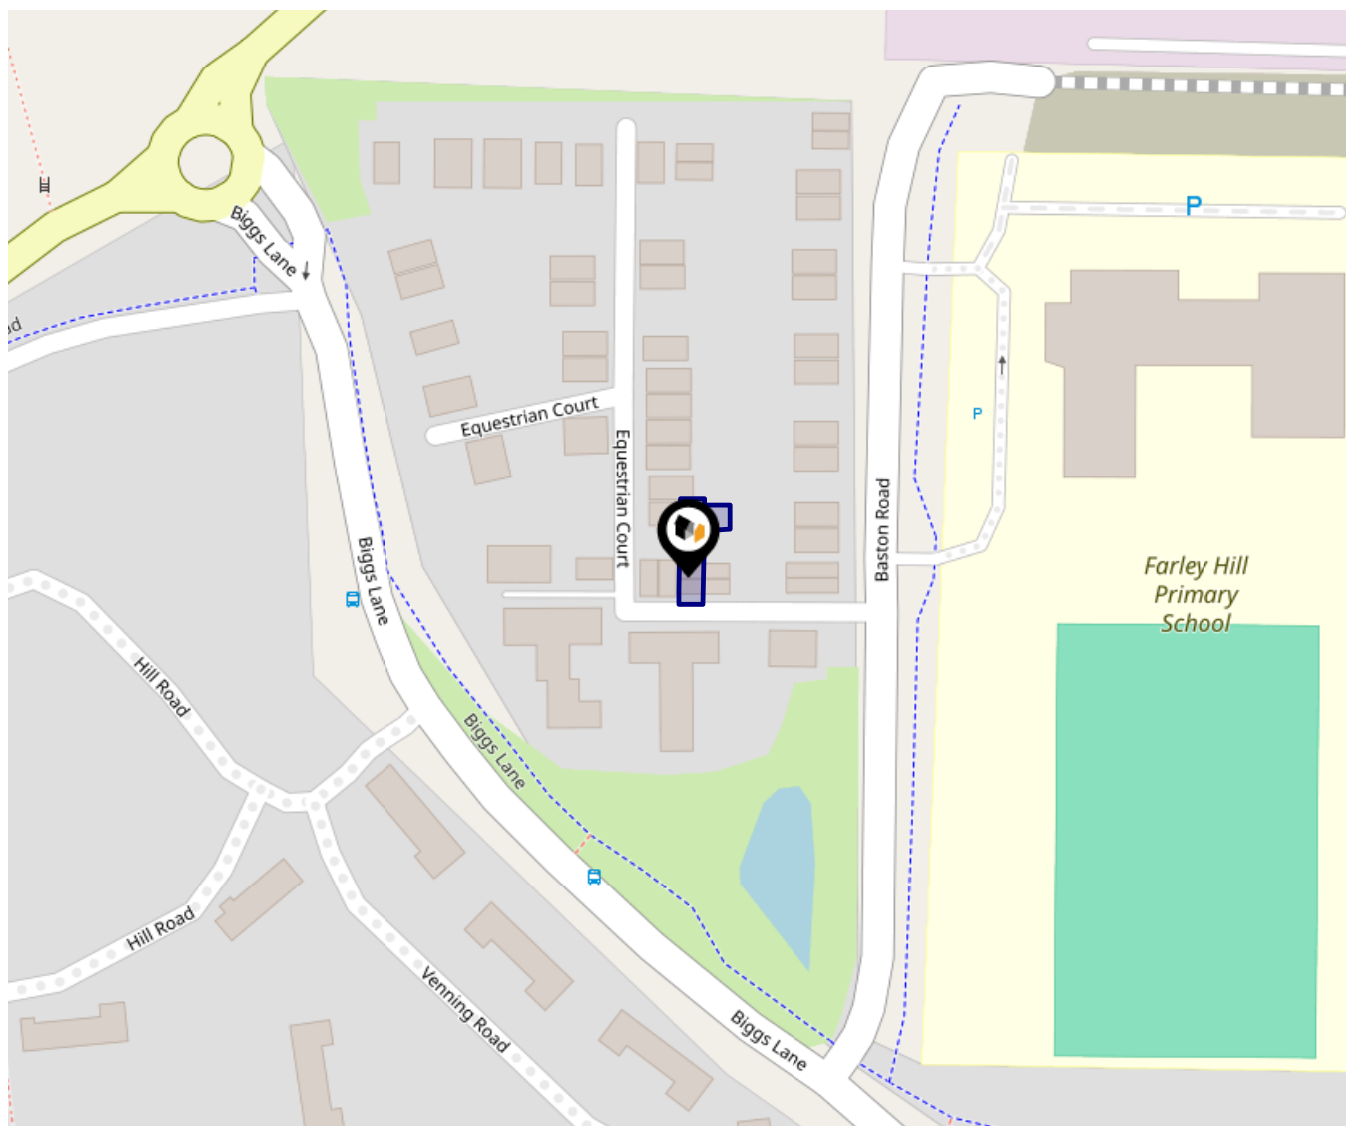 Biggs Lane
ad
P
Equestrian Court
P
Equestrian Court
Baston Road
Biggs Lane
Farley Hill
Primary
School
Hill Road
Biggs Lane
Hill Road
Venning Road
Biggs Lane